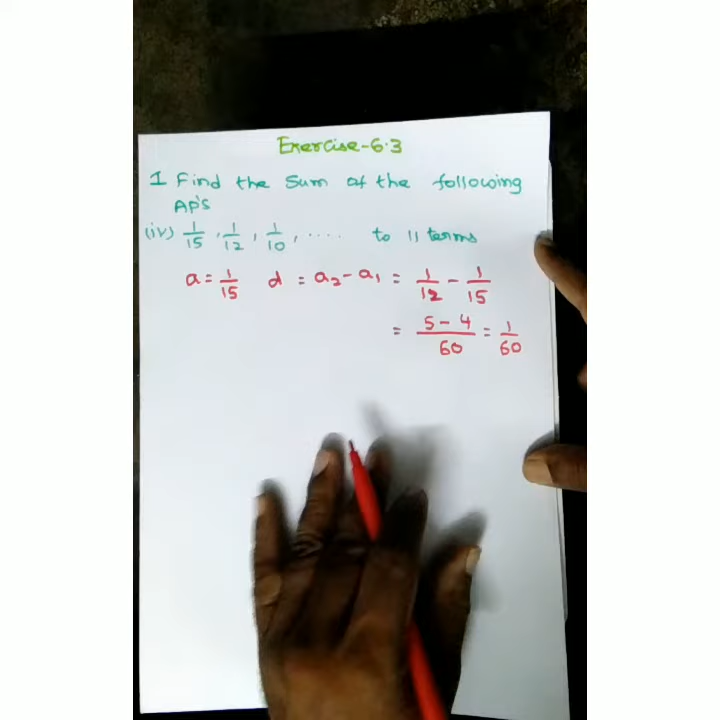 Exercise-6.3
1 Find the sum of the following
AP's
(iv) 1/15, 1/12, 1/10, .... to 11 terms
a = 1/15 d = a₂ - a₁ = 1/12 - 1/15
= (5-4)/60 = 1/60